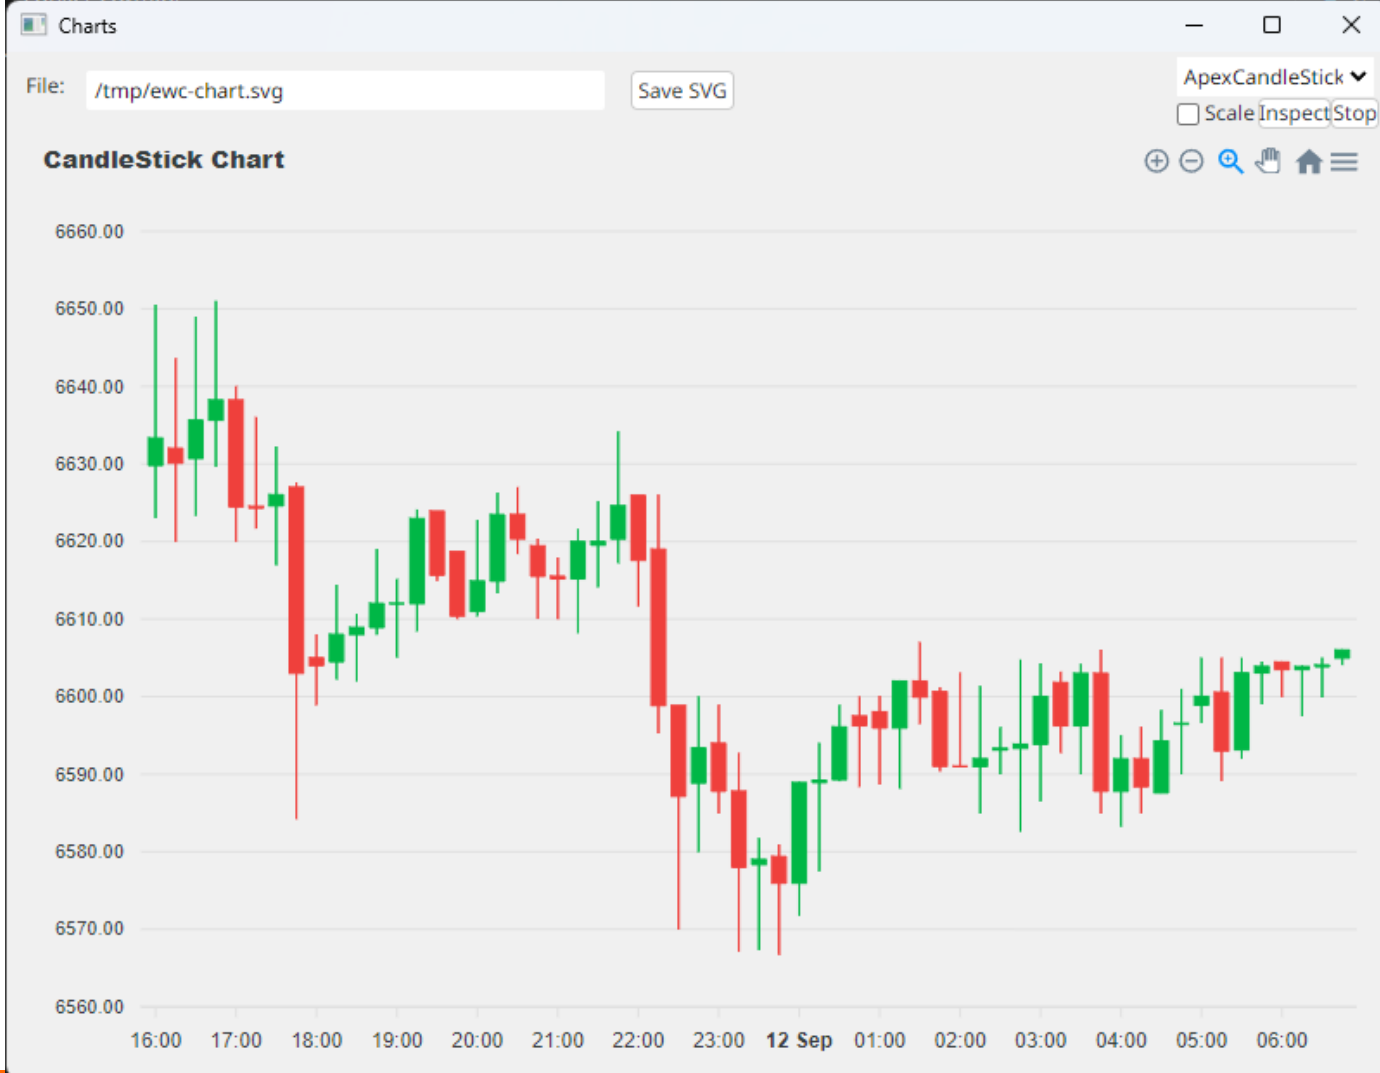 Charts
File: /tmp/ewc-chart.svg Save SVG ApexCandleStick
Scale Inspect Stop
CandleStick Chart
6660.00
6650.00
6640.00
6630.00
6620.00
6610.00
6600.00
6590.00
6580.00
6570.00
6560.00
16:00 17:00 18:00 19:00 20:00 21:00 22:00 23:00 12 Sep 01:00 02:00 03:00 04:00 05:00 06:00